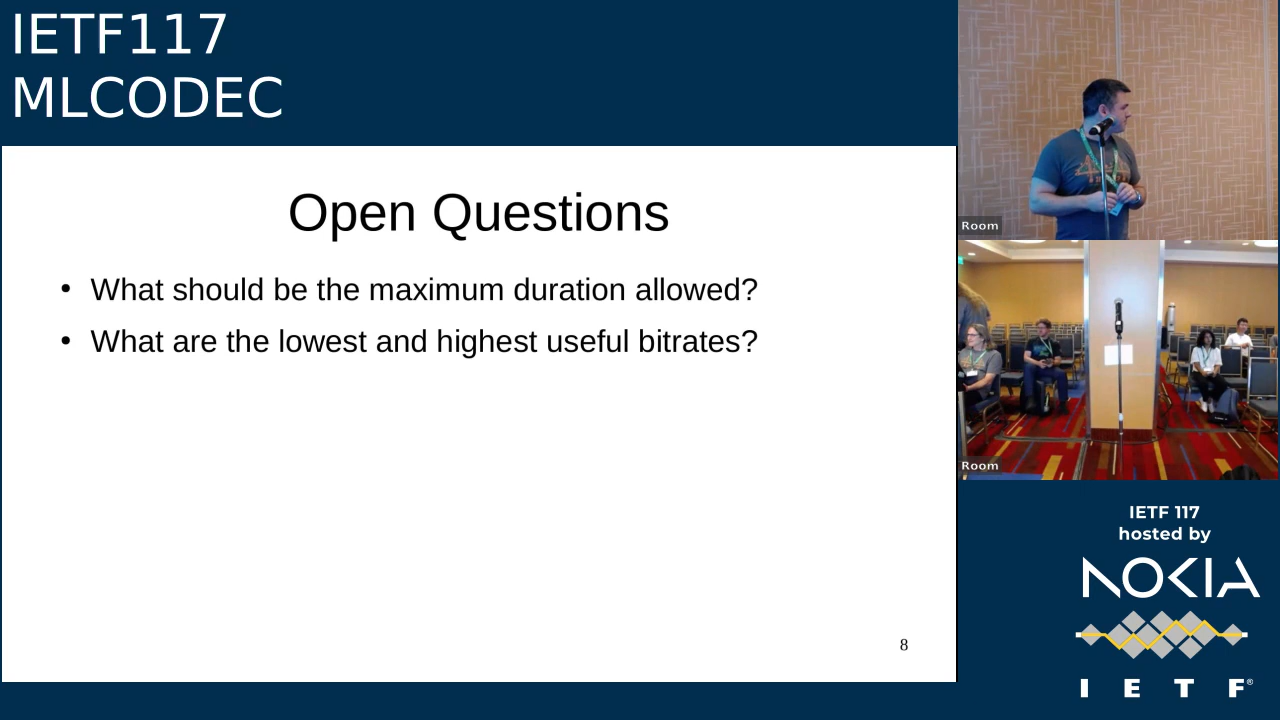 IETF117
MLCODEC
Open Questions
• What should be the maximum duration allowed?
• What are the lowest and highest useful bitrates?
8
Room
Room
IETF 117
hosted by
NOKIA
I E T F®